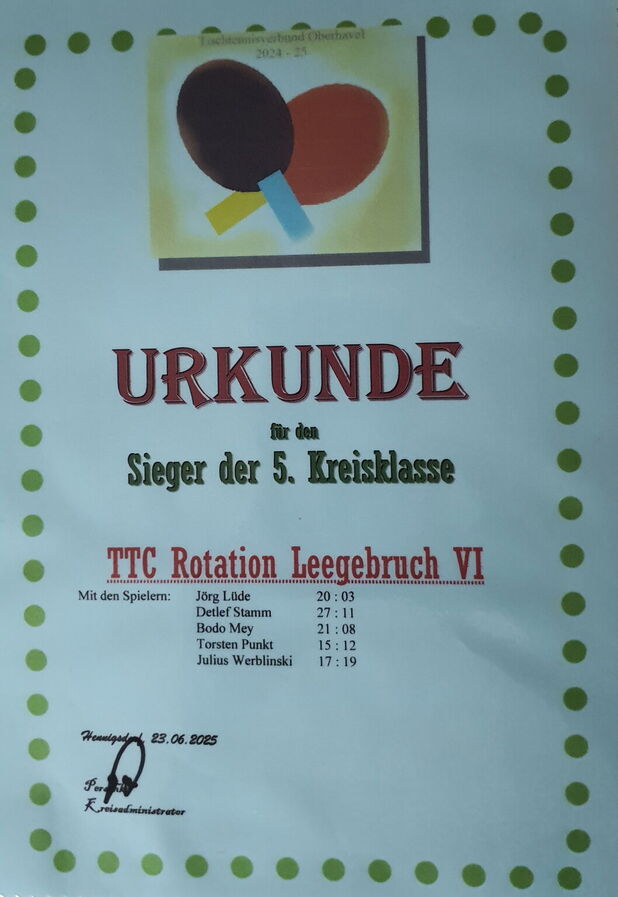 Tischtennisverbund Oberhavel
2024 - 25
URKUNDE
für den
Sieger der 5. Kreisklasse
TTC Rotation Leegebruch VI
Mit den Spielern: Jörg Lüde 20 : 03
Detlef Stamm 27 : 11
Bodo Mey 21 : 08
Torsten Punkt 15 : 12
Julius Werblinski 17 : 19
Hennigsdorf, 23.06.2025
Kreisadministrator